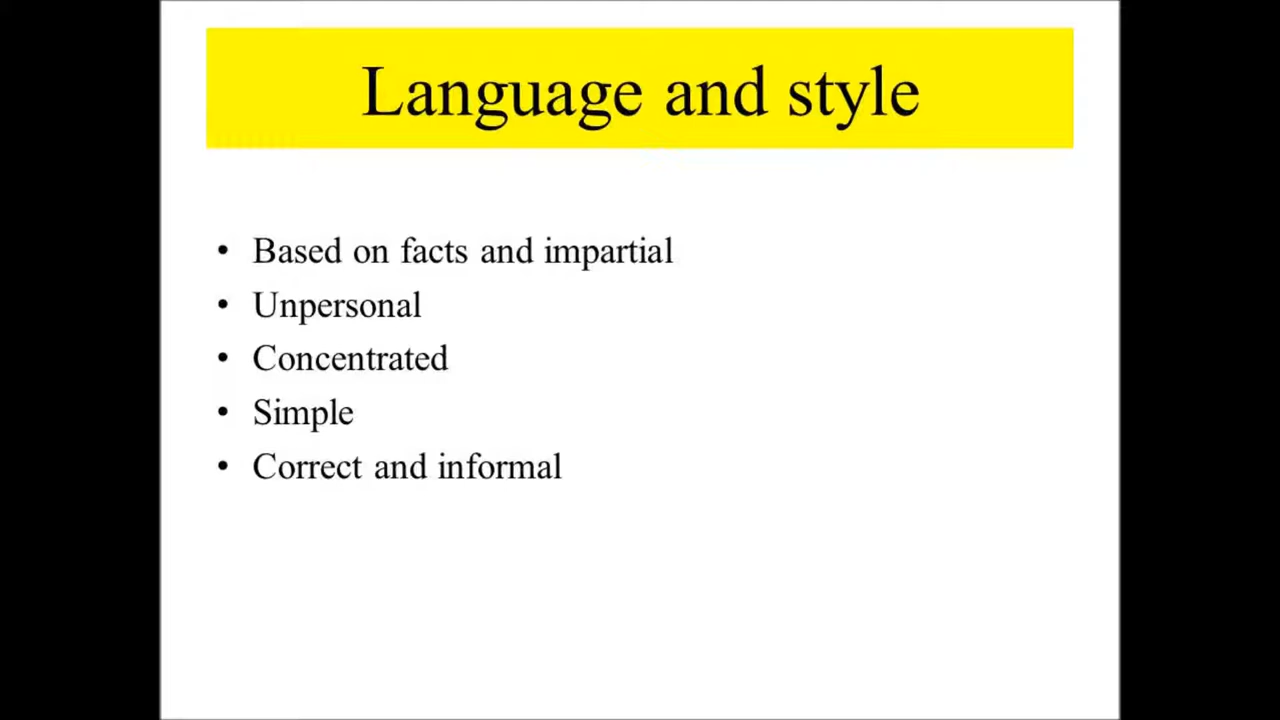 Language and style
• Based on facts and impartial
• Unpersonal
• Concentrated
• Simple
• Correct and informal